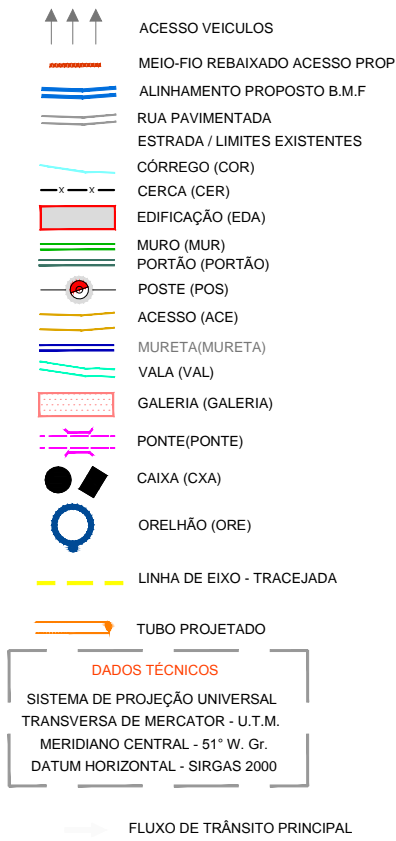 ACESSO VEICULOS
MEIO-FIO REBAIXADO ACESSO PROP
ALINHAMENTO PROPOSTO B.M.F
RUA PAVIMENTADA
ESTRADA / LIMITES EXISTENTES
CÓRREGO (COR)
x x CERCA (CER)
EDIFICAÇÃO (EDA)
MURO (MUR)
PORTÃO (PORTÃO)
POSTE (POS)
ACESSO (ACE)
MURETA(MURETA)
VALA (VAL)
GALERIA (GALERIA)
PONTE(PONTE)
CAIXA (CXA)
ORELHÃO (ORE)
LINHA DE EIXO - TRACEJADA
TUBO PROJETADO
DADOS TÉCNICOS
SISTEMA DE PROJEÇÃO UNIVERSAL
TRANSVERSA DE MERCATOR - U.T.M.
MERIDIANO CENTRAL - 51° W. Gr.
DATUM HORIZONTAL - SIRGAS 2000
FLUXO DE TRÂNSITO PRINCIPAL